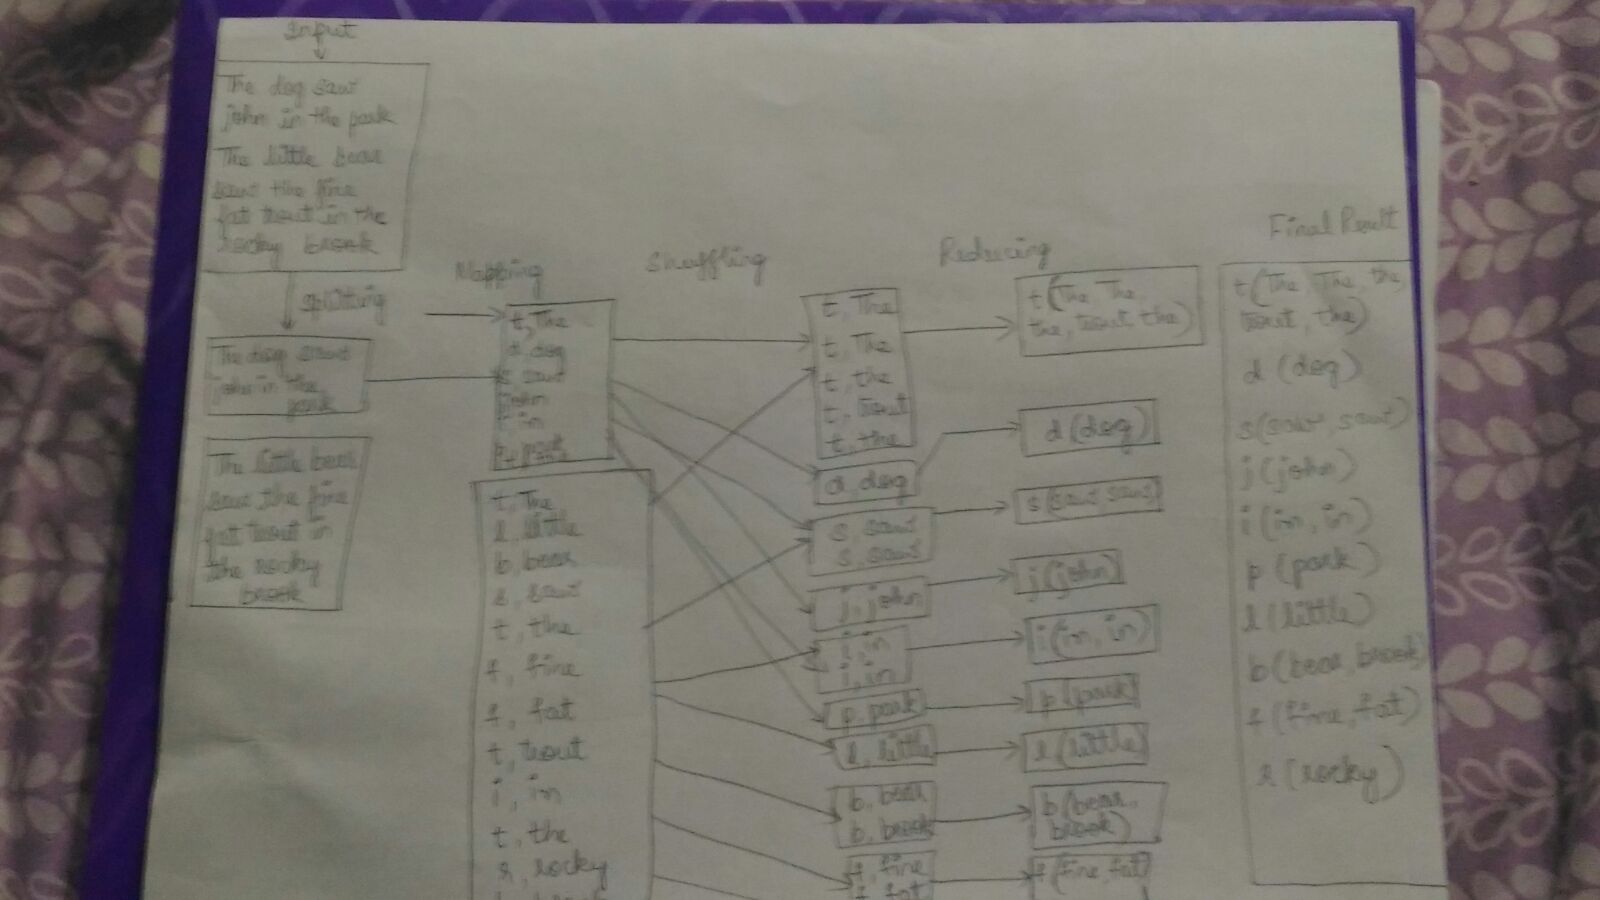 Input
The dog saw
john in the park
The little bear
saw the fine
fat trout in the
rocky brook
splitting
The dog saw
john in the
park
The little bear
saw the fine
fat trout in
the rocky
brook
Mapping
t, The
d, dog
s, saw
j, john
i, in
p, park
t, The
l, little
b, bear
s, saw
t, the
f, fine
f, fat
t, trout
i, in
t, the
r, rocky
Shuffling
t, The
t, The
t, the
t, trout
t, the
d, dog
s, saw
s, saw
j, john
i, in
i, in
p, park
l, little
b, bear
b, brook
f, fine
f, fat
Reducing
t (The, The,
the, trout, the)
d (dog)
s (saw, saw)
j (john)
i (in, in)
p (park)
l (little)
b (bear,
brook)
f (fine, fat)
Final Result
t (The, The, the
trout, the)
d (dog)
s (saw, saw)
j (john)
i (in, in)
p (park)
l (little)
b (bear, brook)
f (fine, fat)
r (rocky)